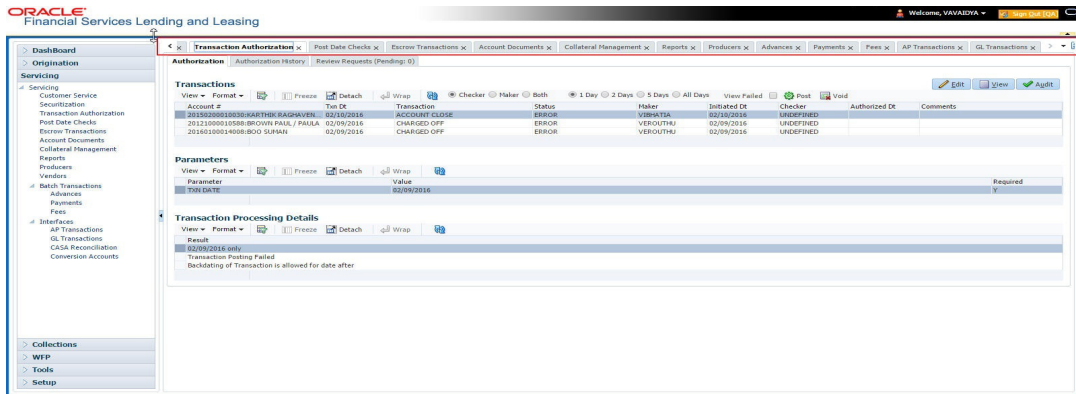 ORACLE
Financial Services Lending and Leasing
Welcome, VAVAIDYA
Sign Out (QA)
DashBoard
Origination
Servicing
Servicing
Customer Service
Securitization
Transaction Authorization
Post Date Checks
Escrow Transactions
Account Documents
Collateral Management
Reports
Producers
Vendors
Batch Transactions
Advances
Payments
Fees
Interfaces
AP Transactions
GL Transactions
CASA Reconciliation
Conversion Accounts
Collections
WFP
Tools
Setup
Transaction Authorization x Post Date Checks x Escrow Transactions x Account Documents x Collateral Management x Reports x Producers x Advances x Payments x Fees x AP Transactions x GL Transactions x
Authorization Authorization History Review Requests (Pending: 0)
Transactions Edit View Audit
View Format Freeze Detach Wrap Checker Maker Both 1 Day 2 Days 5 Days All Days View Failed Post Void
Account # Txn Dt Transaction Status Maker Initiated Dt Checker Authorized Dt Comments
20150200010030:KARTHIK RAGHAVEN... 02/10/2016 ACCOUNT CLOSE ERROR VIBHATIA 02/10/2016 UNDEFINED
20121000010588:BROWN PAUL / PAULA 02/09/2016 CHARGED OFF ERROR VEROUTHU 02/09/2016 UNDEFINED
20160100014008:BOO SUMAN 02/09/2016 CHARGED OFF ERROR VEROUTHU 02/09/2016 UNDEFINED
Parameters
View Format Freeze Detach Wrap
Parameter Value Required
TXN DATE 02/09/2016 Y
Transaction Processing Details
View Format Freeze Detach Wrap
Result
02/09/2016 only
Transaction Posting Failed
Backdating of Transaction is allowed for date after